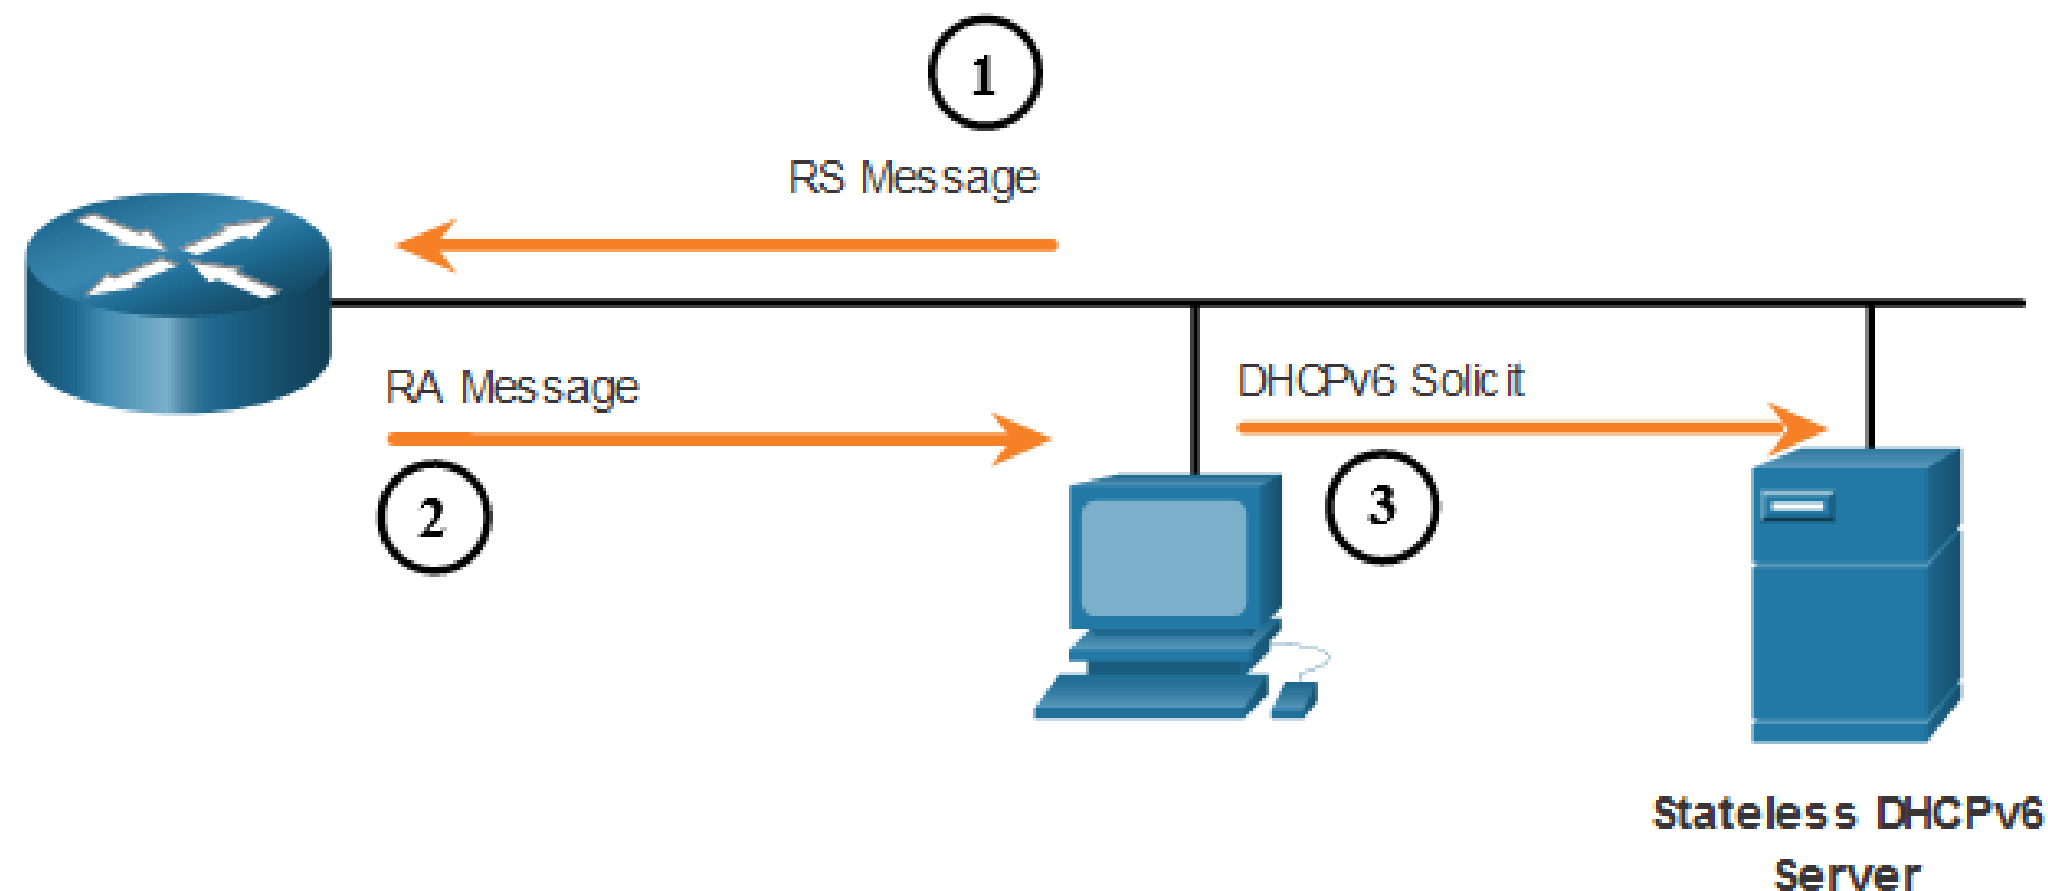 1
RS Message
RA Message
DHCPv6 Solicit
2
3
Stateless DHCPv6
Server